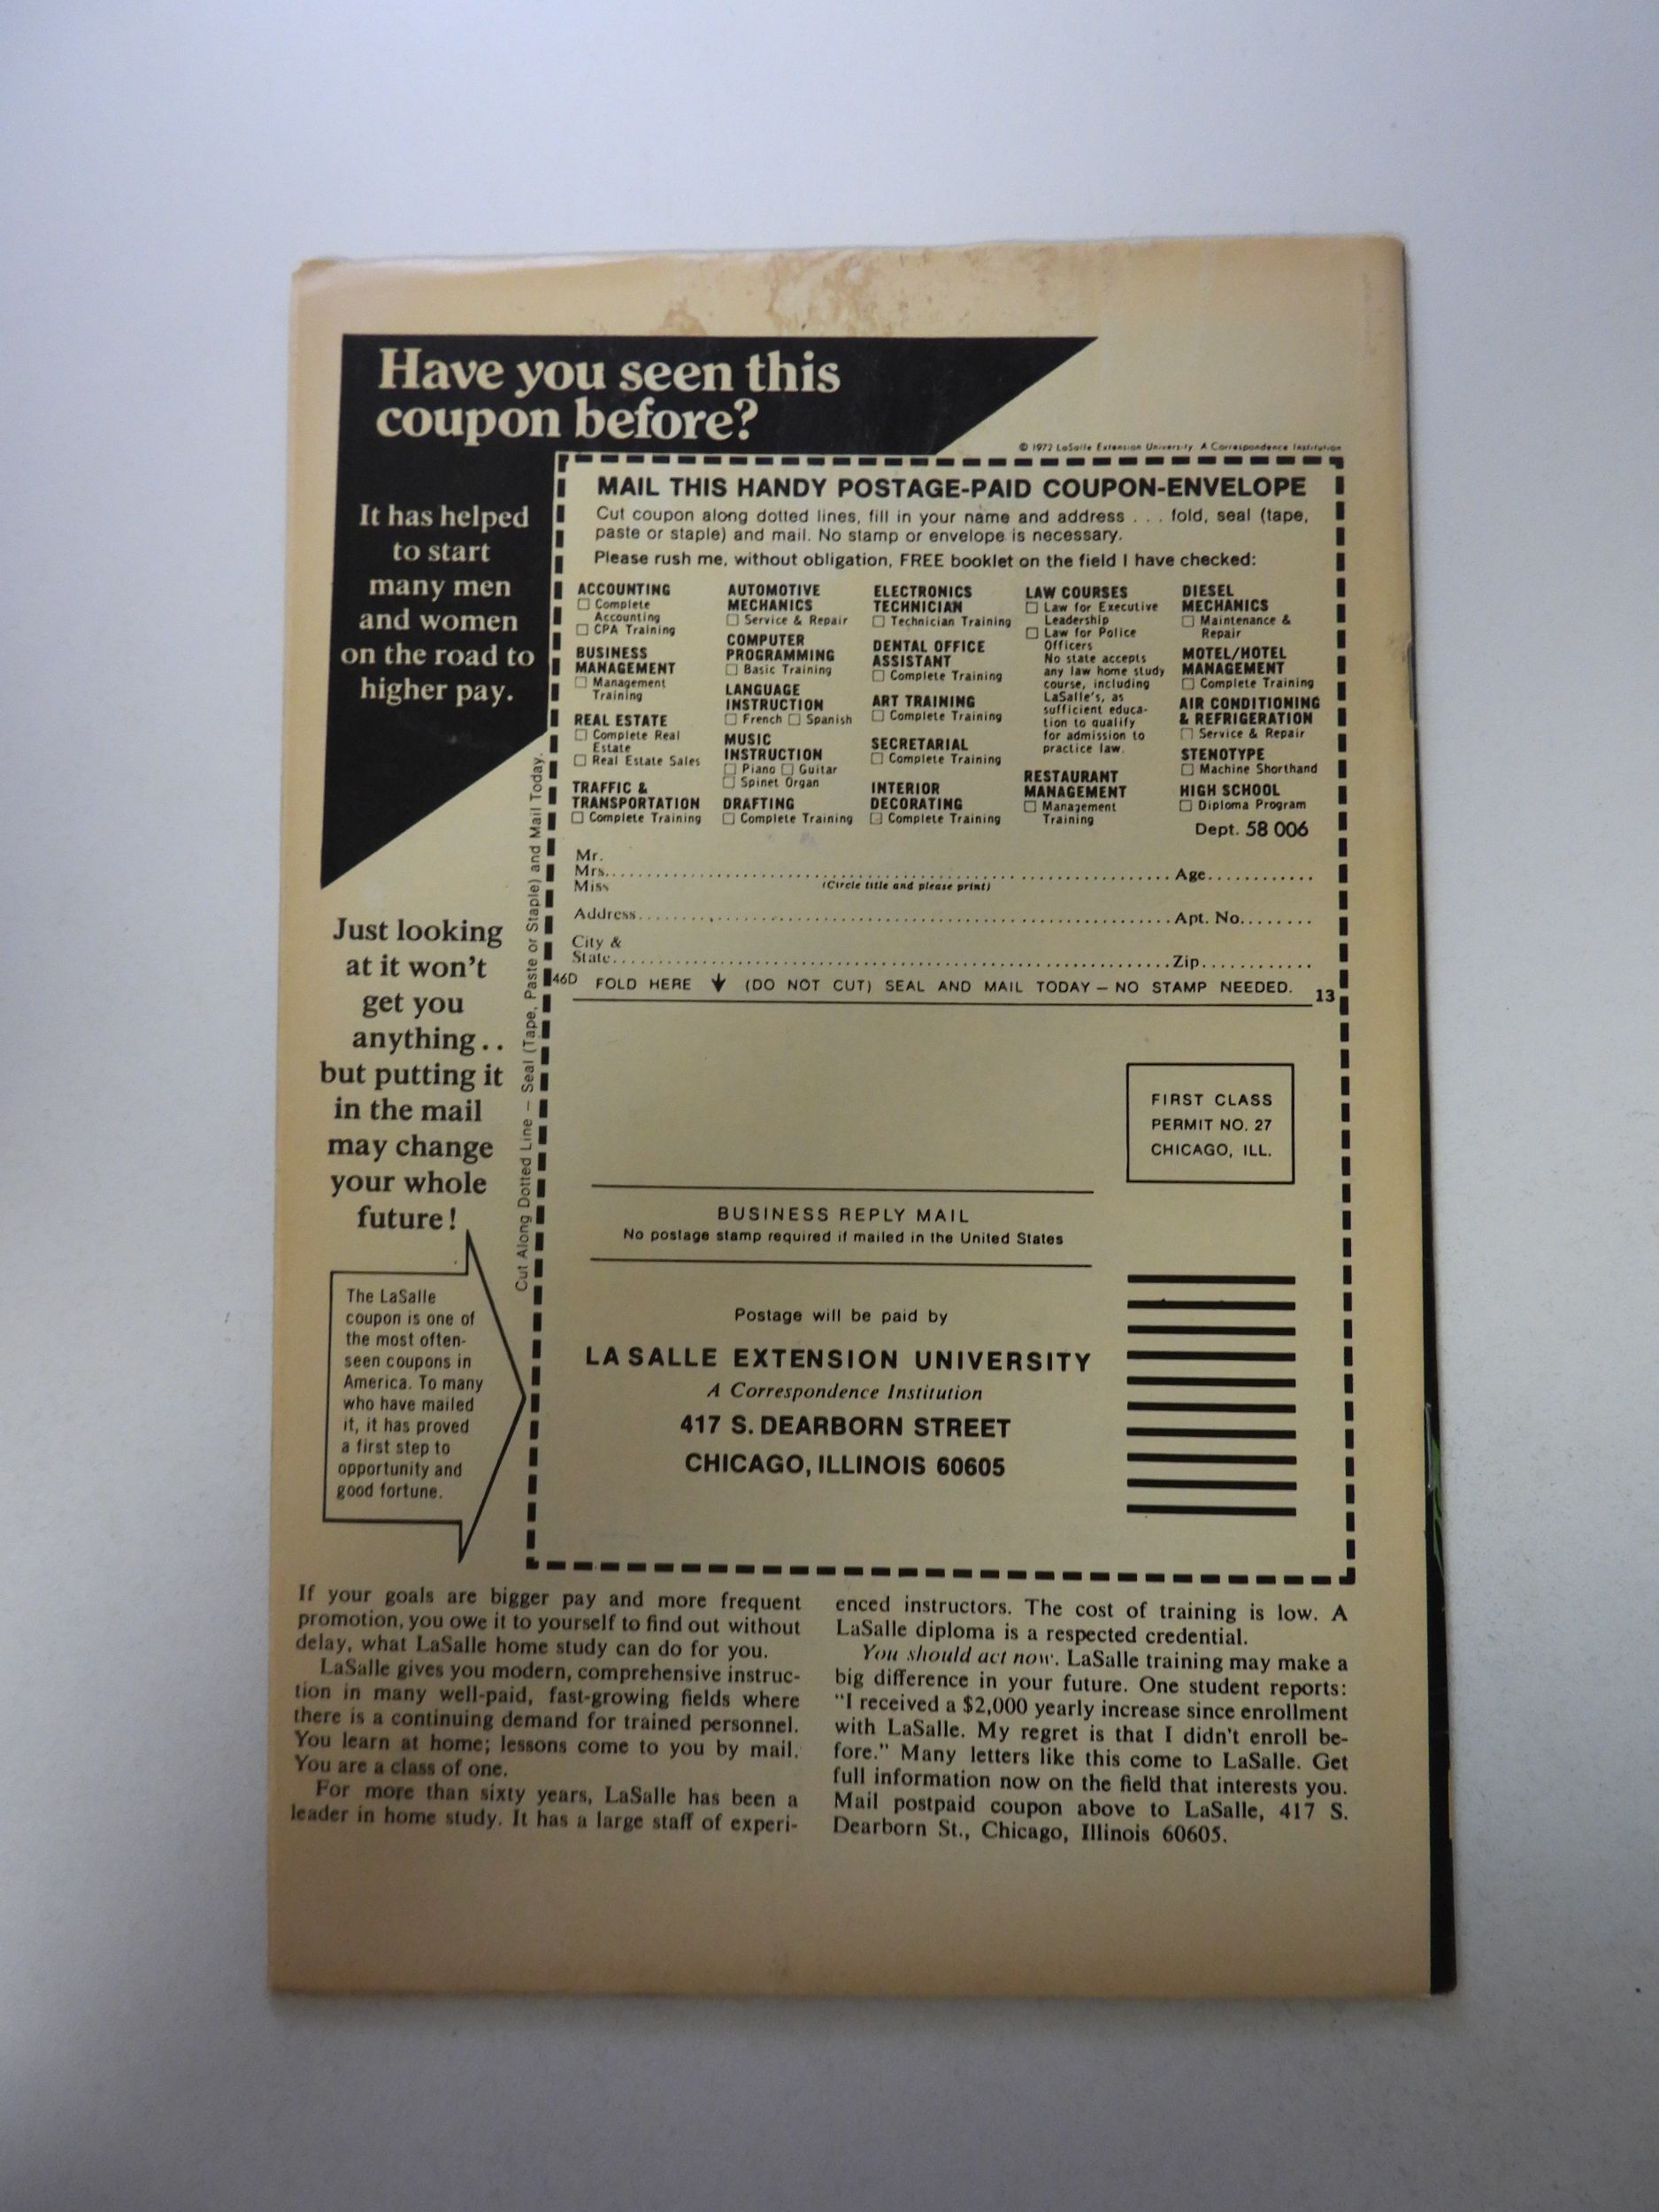 Have you seen this
coupon before?
It has helped
to start
many men
and women
on the road to
higher pay.
Just looking
at it won't
get you
anything . .
but putting it
in the mail
may change
your whole
future!
The LaSalle
coupon is one of
the most often-
seen coupons in
America. To many
who have mailed
it, it has proved
a first step to
opportunity and
good fortune.
Cut Along Dotted Line — Seal (Tape, Paste or Staple) and Mail Today.
© 1972 LaSalle Extension University. A Correspondence Institution
MAIL THIS HANDY POSTAGE-PAID COUPON-ENVELOPE
Cut coupon along dotted lines, fill in your name and address . . . fold, seal (tape,
paste or staple) and mail. No stamp or envelope is necessary.
Please rush me, without obligation, FREE booklet on the field I have checked:
ACCOUNTING
☐ Complete
Accounting
☐ CPA Training
BUSINESS
MANAGEMENT
☐ Management
Training
REAL ESTATE
☐ Complete Real
Estate
☐ Real Estate Sales
TRAFFIC &
TRANSPORTATION
☐ Complete Training
AUTOMOTIVE
MECHANICS
☐ Service & Repair
COMPUTER
PROGRAMMING
☐ Basic Training
LANGUAGE
INSTRUCTION
☐ French ☐ Spanish
MUSIC
INSTRUCTION
☐ Piano ☐ Guitar
☐ Spinet Organ
DRAFTING
☐ Complete Training
ELECTRONICS
TECHNICIAN
☐ Technician Training
DENTAL OFFICE
ASSISTANT
☐ Complete Training
ART TRAINING
☐ Complete Training
SECRETARIAL
☐ Complete Training
INTERIOR
DECORATING
☐ Complete Training
LAW COURSES
☐ Law for Executive
Leadership
☐ Law for Police
Officers
No state accepts
any law home study
course, including
LaSalle's, as
sufficient educa-
tion to qualify
for admission to
practice law.
RESTAURANT
MANAGEMENT
☐ Management
Training
DIESEL
MECHANICS
☐ Maintenance &
Repair
MOTEL/HOTEL
MANAGEMENT
☐ Complete Training
AIR CONDITIONING
& REFRIGERATION
☐ Service & Repair
STENOTYPE
☐ Machine Shorthand
HIGH SCHOOL
☐ Diploma Program
Dept. 58 006
Mr.
Mrs. Age
Miss (Circle title and please print)
Address Apt. No.
City &
State Zip
46D FOLD HERE ↓ (DO NOT CUT) SEAL AND MAIL TODAY — NO STAMP NEEDED. 13
FIRST CLASS
PERMIT NO. 27
CHICAGO, ILL.
BUSINESS REPLY MAIL
No postage stamp required if mailed in the United States
Postage will be paid by
LA SALLE EXTENSION UNIVERSITY
A Correspondence Institution
417 S. DEARBORN STREET
CHICAGO, ILLINOIS 60605
If your goals are bigger pay and more frequent
promotion, you owe it to yourself to find out without
delay, what LaSalle home study can do for you.
LaSalle gives you modern, comprehensive instruc-
tion in many well-paid, fast-growing fields where
there is a continuing demand for trained personnel.
You learn at home; lessons come to you by mail.
You are a class of one.
For more than sixty years, LaSalle has been a
leader in home study. It has a large staff of experi-
enced instructors. The cost of training is low. A
LaSalle diploma is a respected credential.
You should act now. LaSalle training may make a
big difference in your future. One student reports:
"I received a $2,000 yearly increase since enrollment
with LaSalle. My regret is that I didn't enroll be-
fore." Many letters like this come to LaSalle. Get
full information now on the field that interests you.
Mail postpaid coupon above to LaSalle, 417 S.
Dearborn St., Chicago, Illinois 60605.